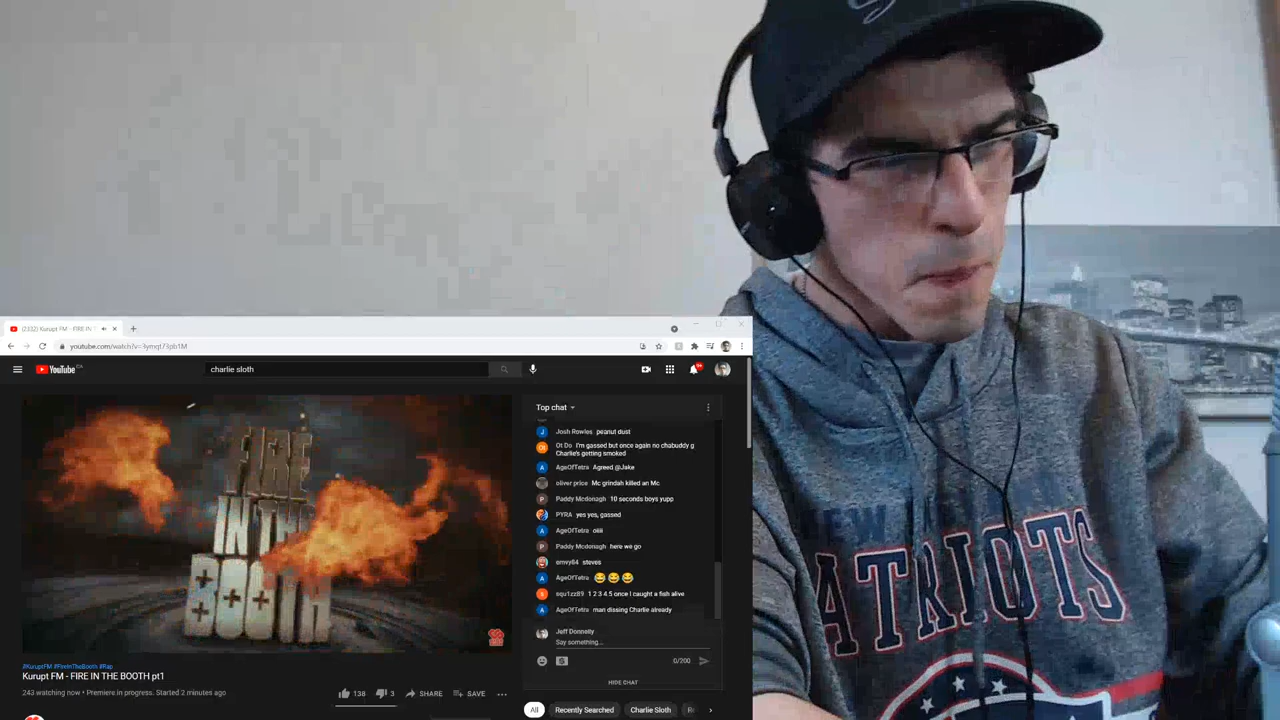 (2332) Kurupt FM - FIRE IN
youtube.com/watch?v=3ymqt73pb1M
YouTube CA
charlie sloth
9+
FIRE
IN THE
BOOTH
Top chat
Josh Rowles peanut dust
Ot Do I'm gassed but once again no chabuddy g
Charlie's getting smoked
AgeOfTetra Agreed @Jake
oliver price Mc grindah killed an Mc
Paddy Mcdonagh 10 seconds boys yupp
PYRA yes yes, gassed
AgeOfTetra oiiii
Paddy Mcdonagh here we go
emvy84 steves
AgeOfTetra 😂 😂 😂
squ1zz89 1 2 3 4 5 once I caught a fish alive
AgeOfTetra man dissing Charlie already
Jeff Donnelly
Say something...
0/200
HIDE CHAT
#KuruptFM #FireInTheBooth #Rap
Kurupt FM - FIRE IN THE BOOTH pt1
243 watching now • Premiere in progress. Started 2 minutes ago
138 3 SHARE SAVE
All Recently Searched Charlie Sloth
NEW
PATRIOTS